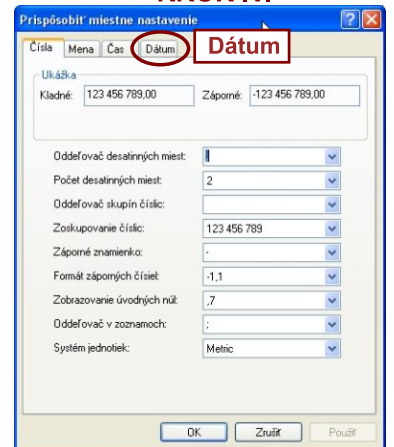 Prispôsobiť miestne nastavenie
Čísla Mena Čas Dátum
Dátum
Ukážka
Kladné: 123 456 789,00 Záporné: -123 456 789,00
Oddeľovač desatinných miest:
Počet desatinných miest: 2
Oddeľovač skupín číslic:
Zoskupovanie číslic: 123 456 789
Záporné znamienko: -
Formát záporných čísiel: -1,1
Zobrazovanie úvodných núl: ,7
Oddeľovač v zoznamoch: ;
Systém jednotiek: Metric
OK Zrušiť Použiť